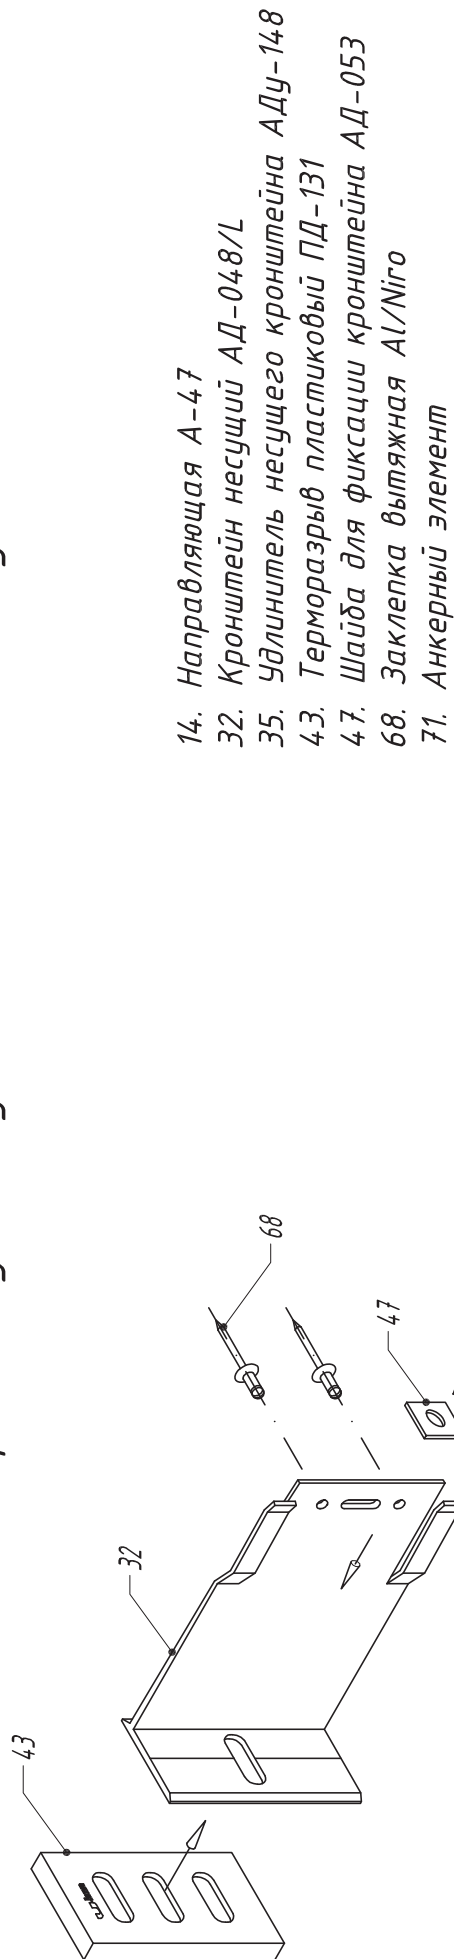 14. Направляющая А-47
32. Кронштейн несущий АД-048/L
35. Удлинитель несущего кронштейна АДу-148
43. Терморазрыв пластиковый ПД-131
47. Шайба для фиксации кронштейна АД-053
68. Заклепка вытяжная Al/Niro
71. Анкерный элемент
43
32
68
47